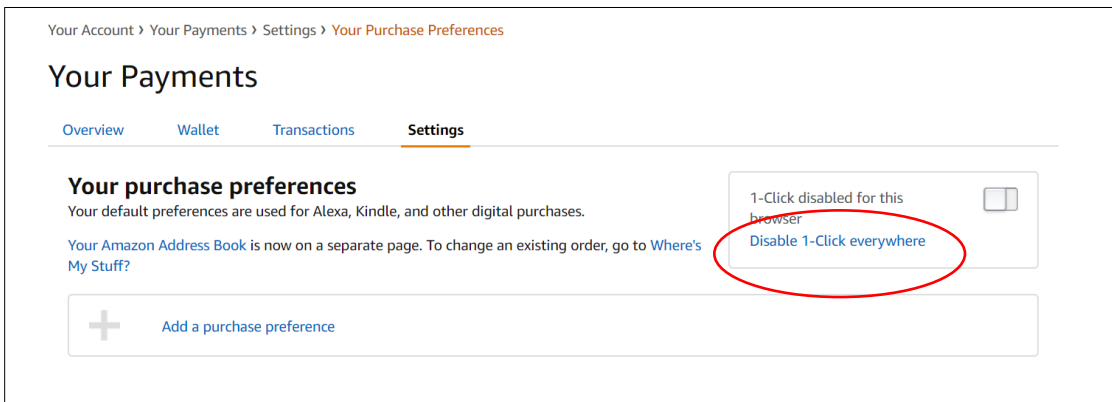 Your Account › Your Payments › Settings › Your Purchase Preferences
Your Payments
Overview Wallet Transactions Settings
Your purchase preferences
Your default preferences are used for Alexa, Kindle, and other digital purchases.
Your Amazon Address Book is now on a separate page. To change an existing order, go to Where's
My Stuff?
1-Click disabled for this
browser
Disable 1-Click everywhere
Add a purchase preference